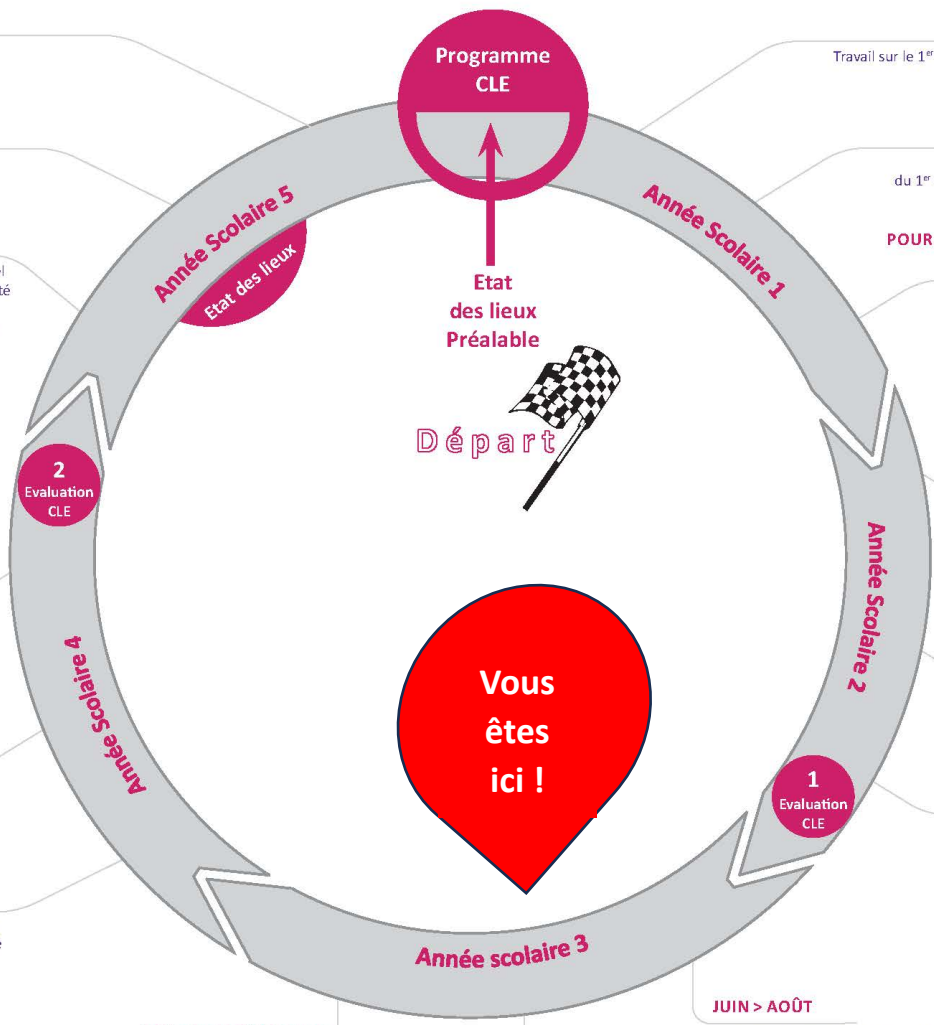 Programme
CLE
Travail sur le 1er
du 1er
POUR
Année Scolaire 5
Année Scolaire 1
Etat des lieux
Etat
des lieux
Préalable
té
Départ
2
Evaluation
CLE
Année Scolaire 2
Vous
êtes
ici !
Année Scolaire 4
1
Evaluation
CLE
Année scolaire 3
JUIN > AOÛT